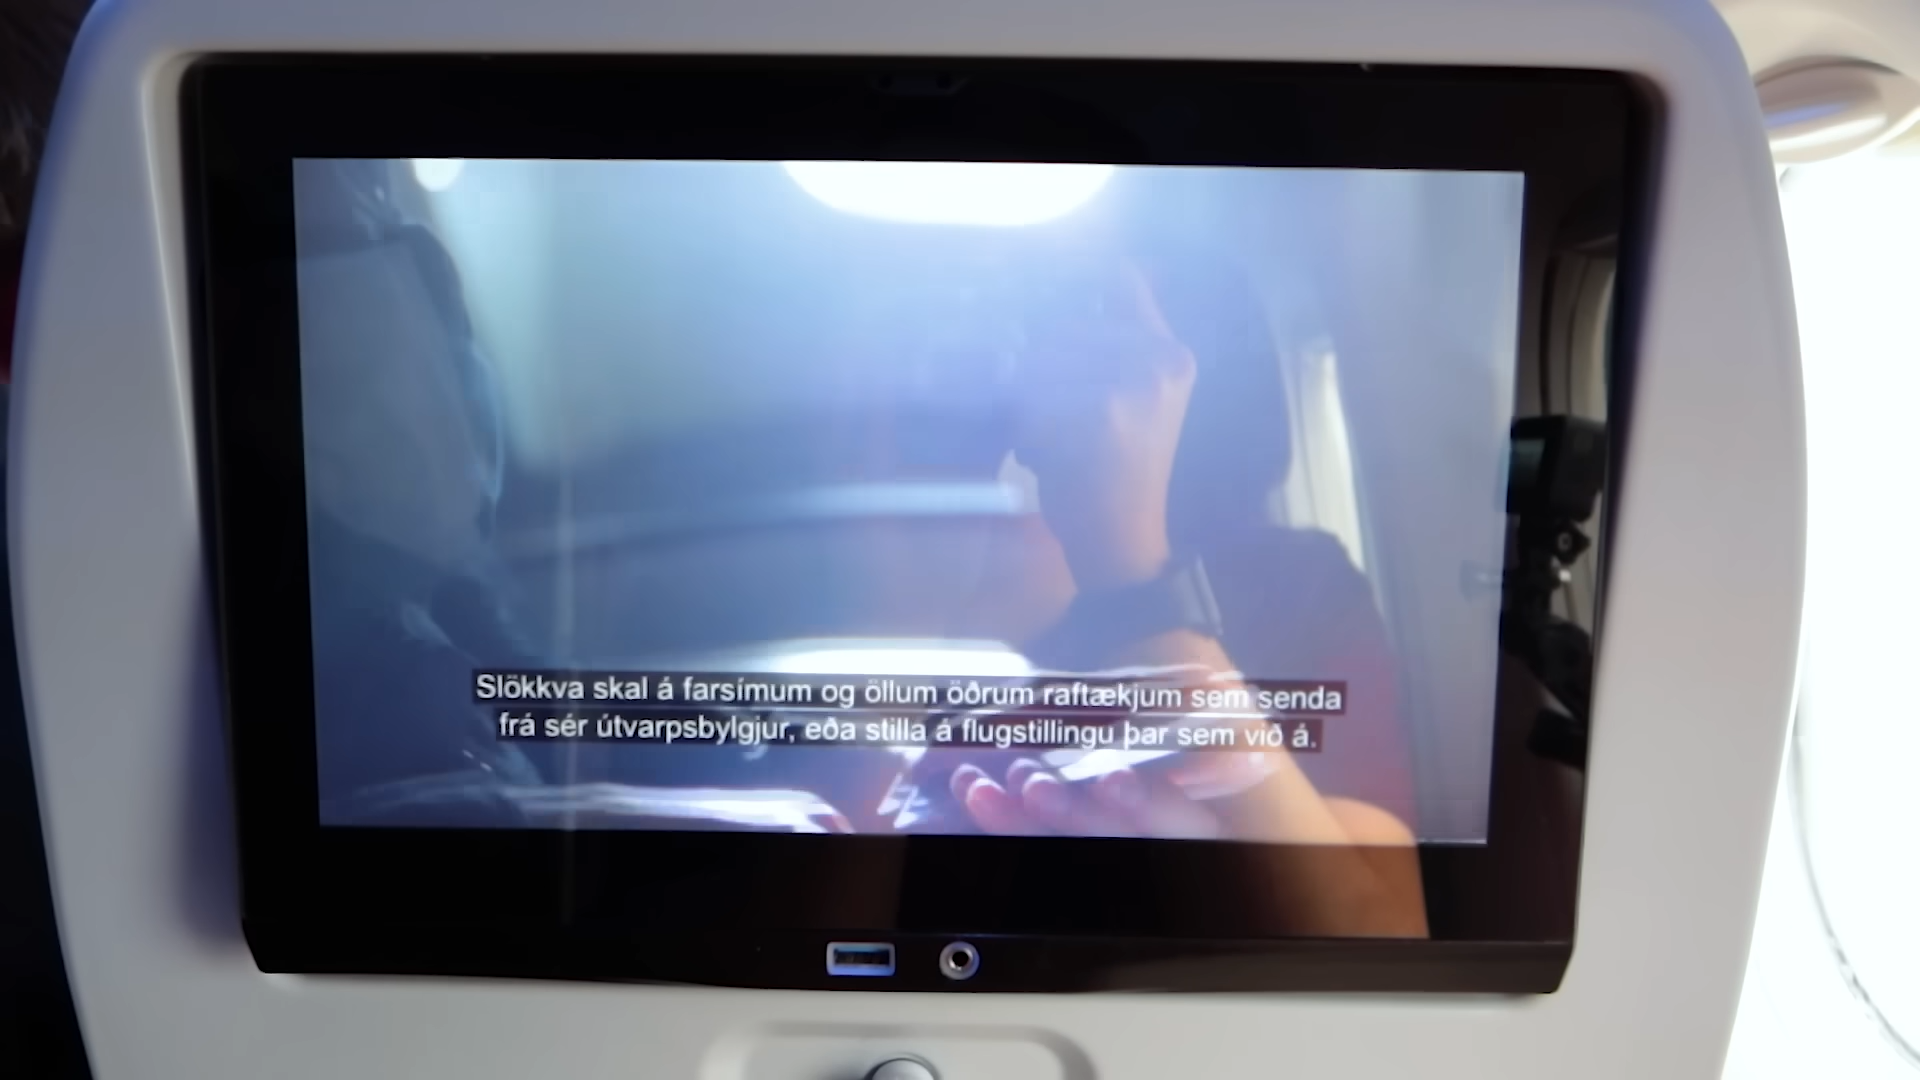 Slökkva skal á farsímum og öllum öðrum raftækjum sem senda
frá sér útvarpsbylgjur, eða stilla á flugstillingu þar sem við á.